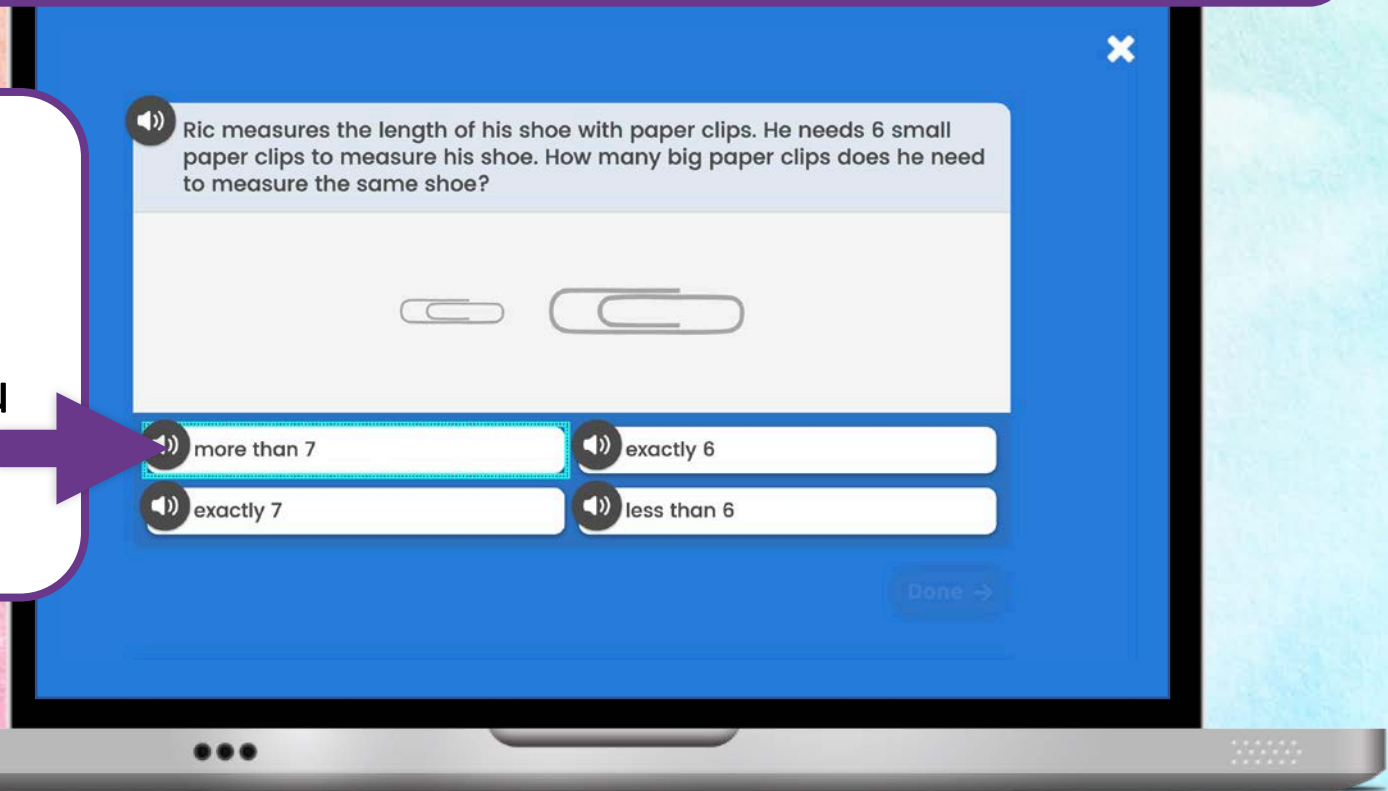 Ric measures the length of his shoe with paper clips. He needs 6 small
paper clips to measure his shoe. How many big paper clips does he need
to measure the same shoe?
more than 7
exactly 6
exactly 7
less than 6
Done →